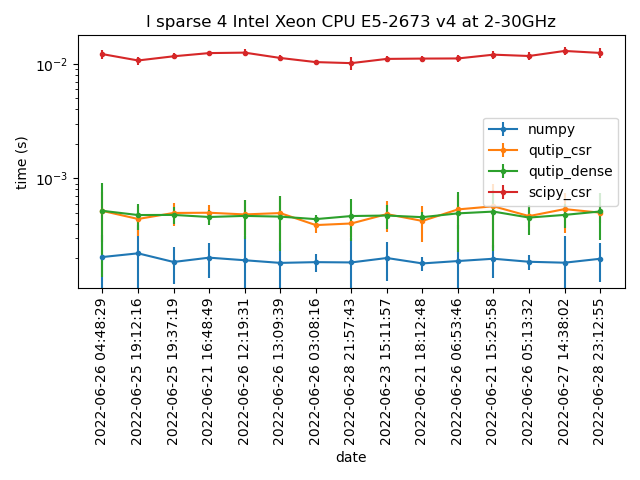 l sparse 4 Intel Xeon CPU E5-2673 v4 at 2-30GHz
time (s)
10⁻²
10⁻³
numpy
qutip_csr
qutip_dense
scipy_csr
2022-06-26 04:48:29
2022-06-25 19:12:16
2022-06-25 19:37:19
2022-06-21 16:48:49
2022-06-26 12:19:31
2022-06-26 13:09:39
2022-06-26 03:08:16
2022-06-28 21:57:43
2022-06-23 15:11:57
2022-06-21 18:12:48
2022-06-26 06:53:46
2022-06-21 15:25:58
2022-06-26 05:13:32
2022-06-27 14:38:02
2022-06-28 23:12:55
date